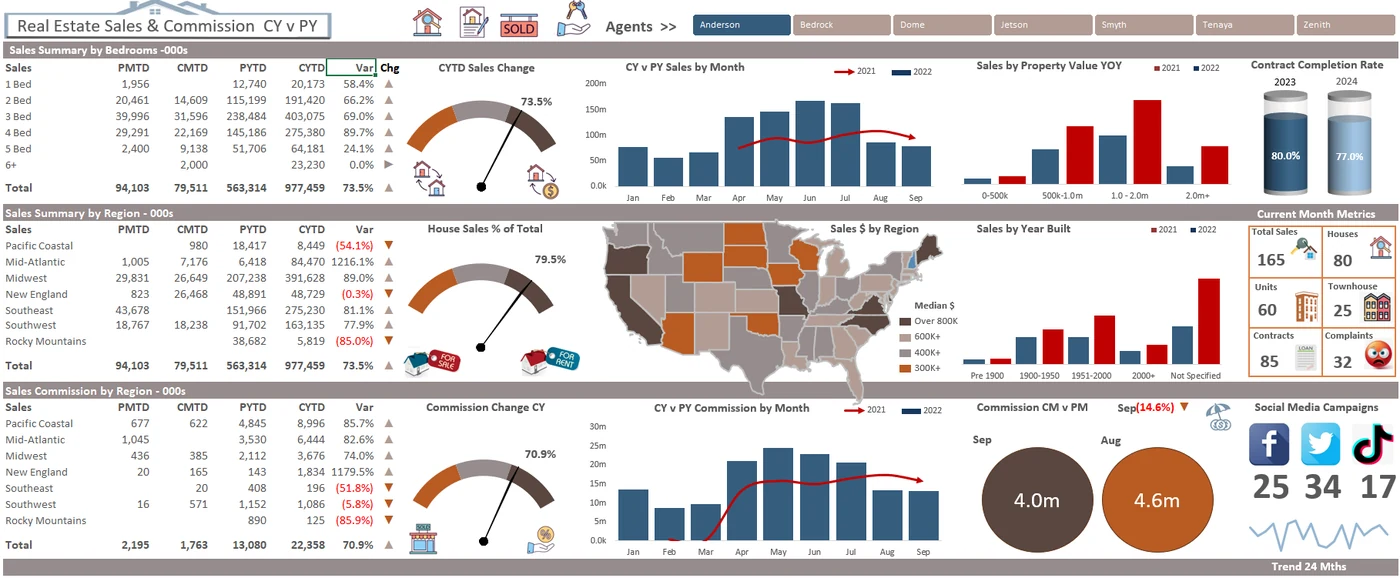 Real Estate Sales & Commission CY v PY
SOLD
Agents >>
Anderson
Bedrock
Dome
Jetson
Smyth
Tenaya
Zenith
Sales Summary by Bedrooms -000s
Sales PMTD CMTD PYTD CYTD Var Chg
1 Bed 1,956 12,740 20,173 58.4%
2 Bed 20,461 14,609 115,199 191,420 66.2%
3 Bed 39,996 31,596 238,484 403,075 69.0%
4 Bed 29,291 22,169 145,186 275,380 89.7%
5 Bed 2,400 9,138 51,706 64,181 24.1%
6+ 2,000 23,230 0.0%
Total 94,103 79,511 563,314 977,459 73.5%
CYTD Sales Change
73.5%
CY v PY Sales by Month
2021 2022
200m
150m
100m
50m
0.0k
Jan Feb Mar Apr May Jun Jul Aug Sep
Sales by Property Value YOY
2021 2022
0-500k 500k-1.0m 1.0 - 2.0m 2.0m+
Contract Completion Rate
2023 2024
80.0% 77.0%
Sales Summary by Region - 000s
Sales PMTD CMTD PYTD CYTD Var
Pacific Coastal 980 18,417 8,449 (54.1%)
Mid-Atlantic 1,005 7,176 6,418 84,470 1216.1%
Midwest 29,831 26,649 207,238 391,628 89.0%
New England 823 26,468 48,891 48,729 (0.3%)
Southeast 43,678 151,966 275,230 81.1%
Southwest 18,767 18,238 91,702 163,135 77.9%
Rocky Mountains 38,682 5,819 (85.0%)
Total 94,103 79,511 563,314 977,459 73.5%
House Sales % of Total
79.5%
FOR SALE
FOR RENT
Sales $ by Region
Median $
Over 800K
600K+
400K+
300K+
Sales by Year Built
2021 2022
Pre 1900 1900-1950 1951-2000 2000+ Not Specified
Current Month Metrics
Total Sales
165
Houses
80
Units
60
Townhouse
25
Contracts
85
LOAN
Complaints
32
Sales Commission by Region - 000s
Sales PMTD CMTD PYTD CYTD Var
Pacific Coastal 677 622 4,845 8,996 85.7%
Mid-Atlantic 1,045 3,530 6,444 82.6%
Midwest 436 385 2,112 3,676 74.0%
New England 20 165 143 1,834 1179.5%
Southeast 20 408 196 (51.8%)
Southwest 16 571 1,152 1,086 (5.8%)
Rocky Mountains 890 125 (85.9%)
Total 2,195 1,763 13,080 22,358 70.9%
Commission Change CY
70.9%
SOLD
CY v PY Commission by Month
2021 2022
30m
25m
20m
15m
10m
5m
0.0k
Jan Feb Mar Apr May Jun Jul Aug Sep
Commission CM v PM
Sep(14.6%)
Sep
4.0m
Aug
4.6m
Social Media Campaigns
25 34 17
Trend 24 Mths